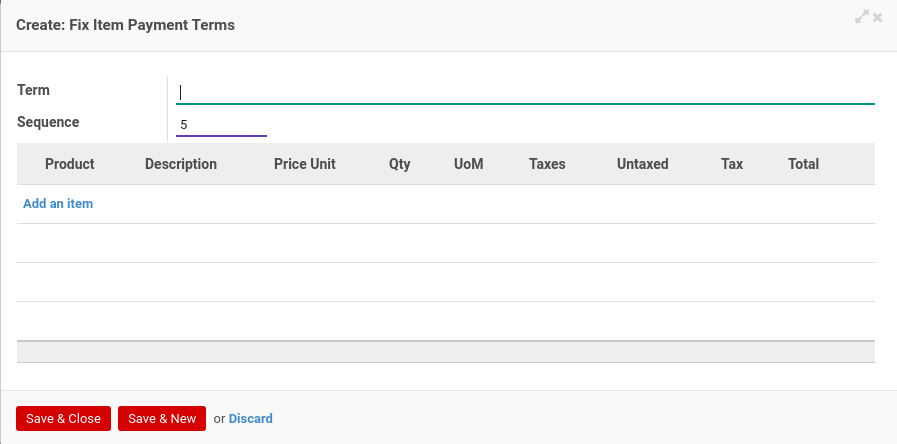 Create: Fix Item Payment Terms
Term
Sequence 5
Product Description Price Unit Qty UoM Taxes Untaxed Tax Total
Add an item
Save & Close Save & New or Discard